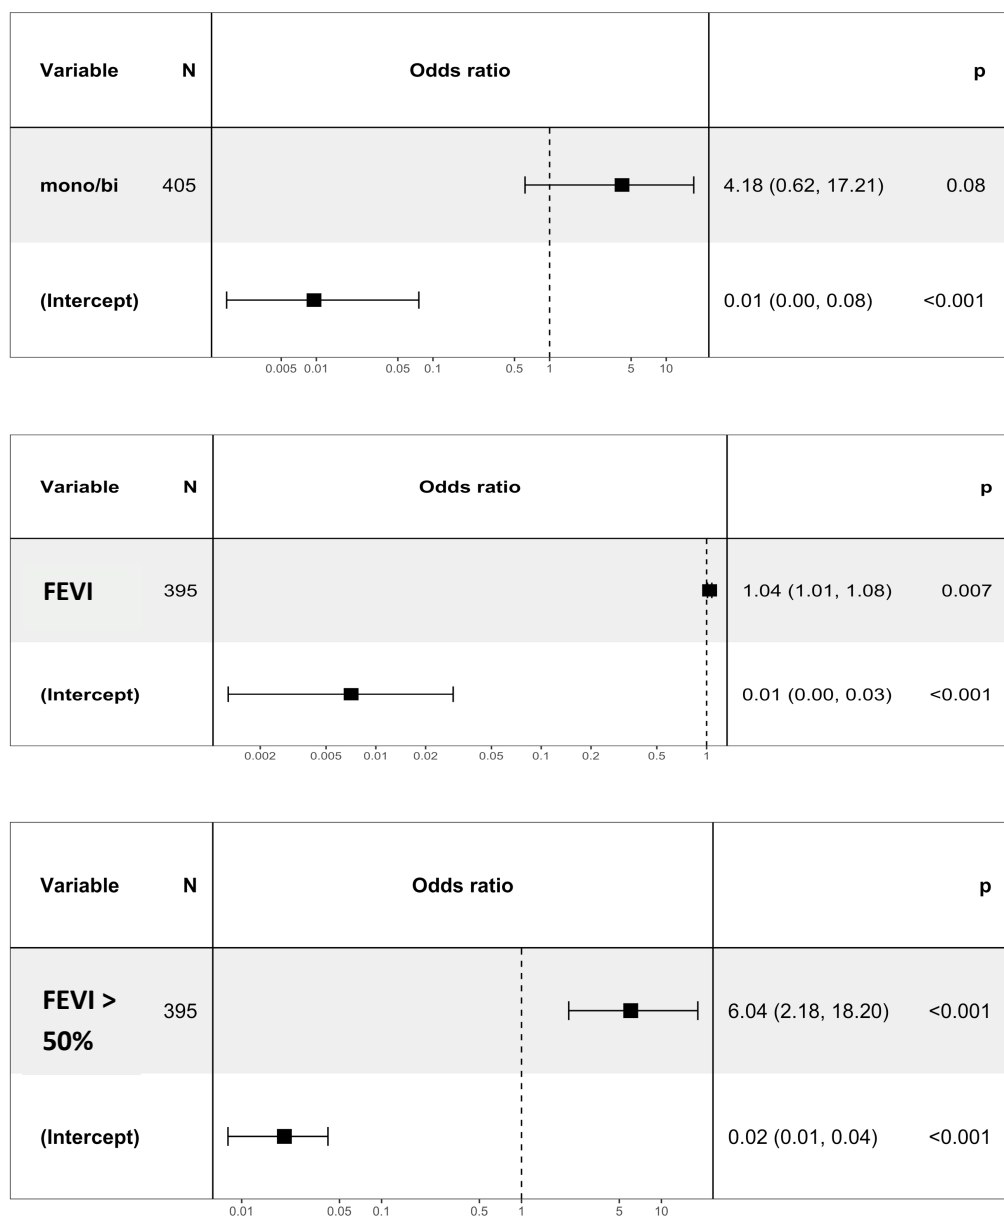 Variable N Odds ratio p
mono/bi 405 4.18 (0.62, 17.21) 0.08
(Intercept) 0.01 (0.00, 0.08) <0.001
0.005 0.01 0.05 0.1 0.5 1 5 10
Variable N Odds ratio p
FEVI 395 1.04 (1.01, 1.08) 0.007
(Intercept) 0.01 (0.00, 0.03) <0.001
0.002 0.005 0.01 0.02 0.05 0.1 0.2 0.5 1
Variable N Odds ratio p
FEVI >
50% 395 6.04 (2.18, 18.20) <0.001
(Intercept) 0.02 (0.01, 0.04) <0.001
0.01 0.05 0.1 0.5 1 5 10